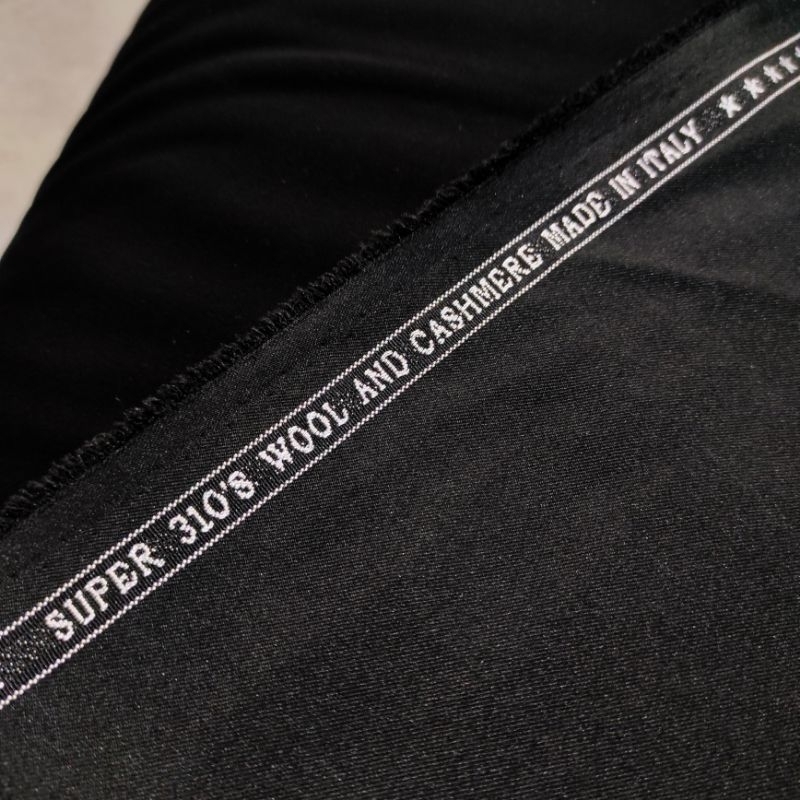 SUPER 310'S WOOL AND CASHMERE MADE IN ITALY ★★★★★